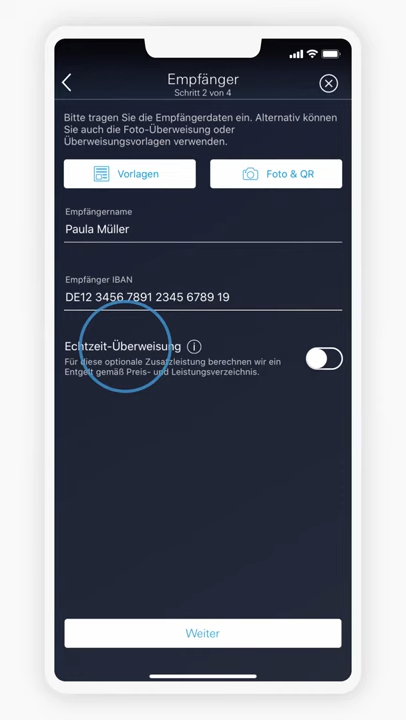 Empfänger
Schritt 2 von 4
Bitte tragen Sie die Empfängerdaten ein. Alternativ können
Sie auch die Foto-Überweisung oder
Überweisungsvorlagen verwenden.
Vorlagen
Foto & QR
Empfängername
Paula Müller
Empfänger IBAN
DE12 3456 7891 2345 6789 19
Echtzeit-Überweisung i
Für diese optionale Zusatzleistung berechnen wir ein
Entgelt gemäß Preis- und Leistungsverzeichnis.
Weiter